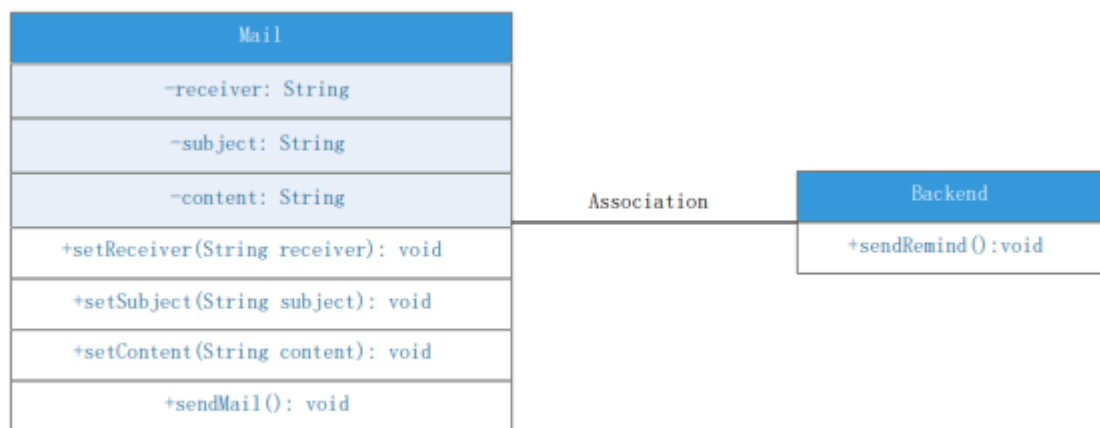 Mail
-receiver: String
-subject: String
-content: String
+setReceiver(String receiver): void
+setSubject(String subject): void
+setContent(String content): void
+sendMail(): void
Association
Backend
+sendRemind():void